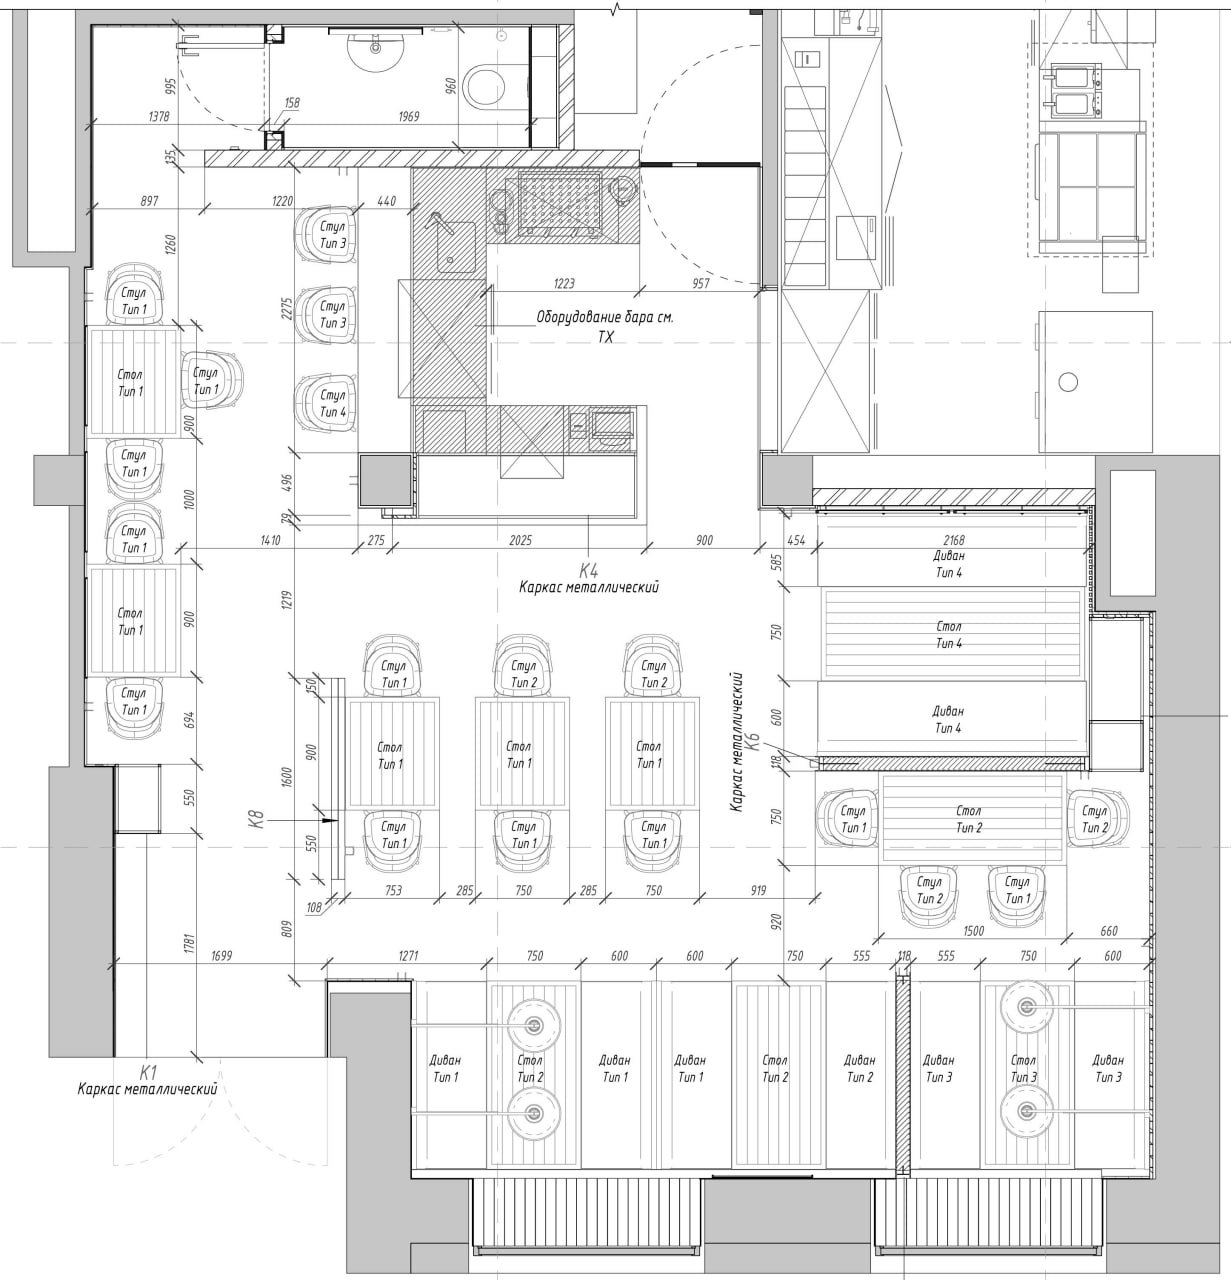 995
960
158
1378
1969
135
897
1220
440
Стул
Тип 3
1260
Стул
Тип 1
1223
957
2275
Стул
Тип 3
Оборудование бара см.
ТХ
Стол
Тип 1
Стул
Тип 1
Стул
Тип 4
900
Стул
Тип 1
496
1000
79
Стул
Тип 1
1410
275
2025
900
454
2168
585
Диван
Тип 4
К4
Каркас металлический
1219
900
Стол
Тип 1
750
Стол
Тип 4
Стул
Тип 1
Стул
Тип 2
Стул
Тип 2
150
Стул
Тип 1
694
600
Диван
Тип 4
Каркас металлический
К6
900
Стол
Тип 1
Стол
Тип 1
Стол
Тип 1
118
1600
550
750
К8
550
Стул
Тип 1
Стул
Тип 1
Стул
Тип 1
Стул
Тип 1
Стол
Тип 2
Стул
Тип 2
753
285
750
285
750
919
108
Стул
Тип 2
Стул
Тип 1
809
920
1500
660
1781
1699
1271
750
600
600
750
555
118
555
750
600
Диван
Тип 1
Стол
Тип 2
Диван
Тип 1
Диван
Тип 1
Стол
Тип 2
Диван
Тип 2
Диван
Тип 3
Стол
Тип 3
Диван
Тип 3
К1
Каркас металлический